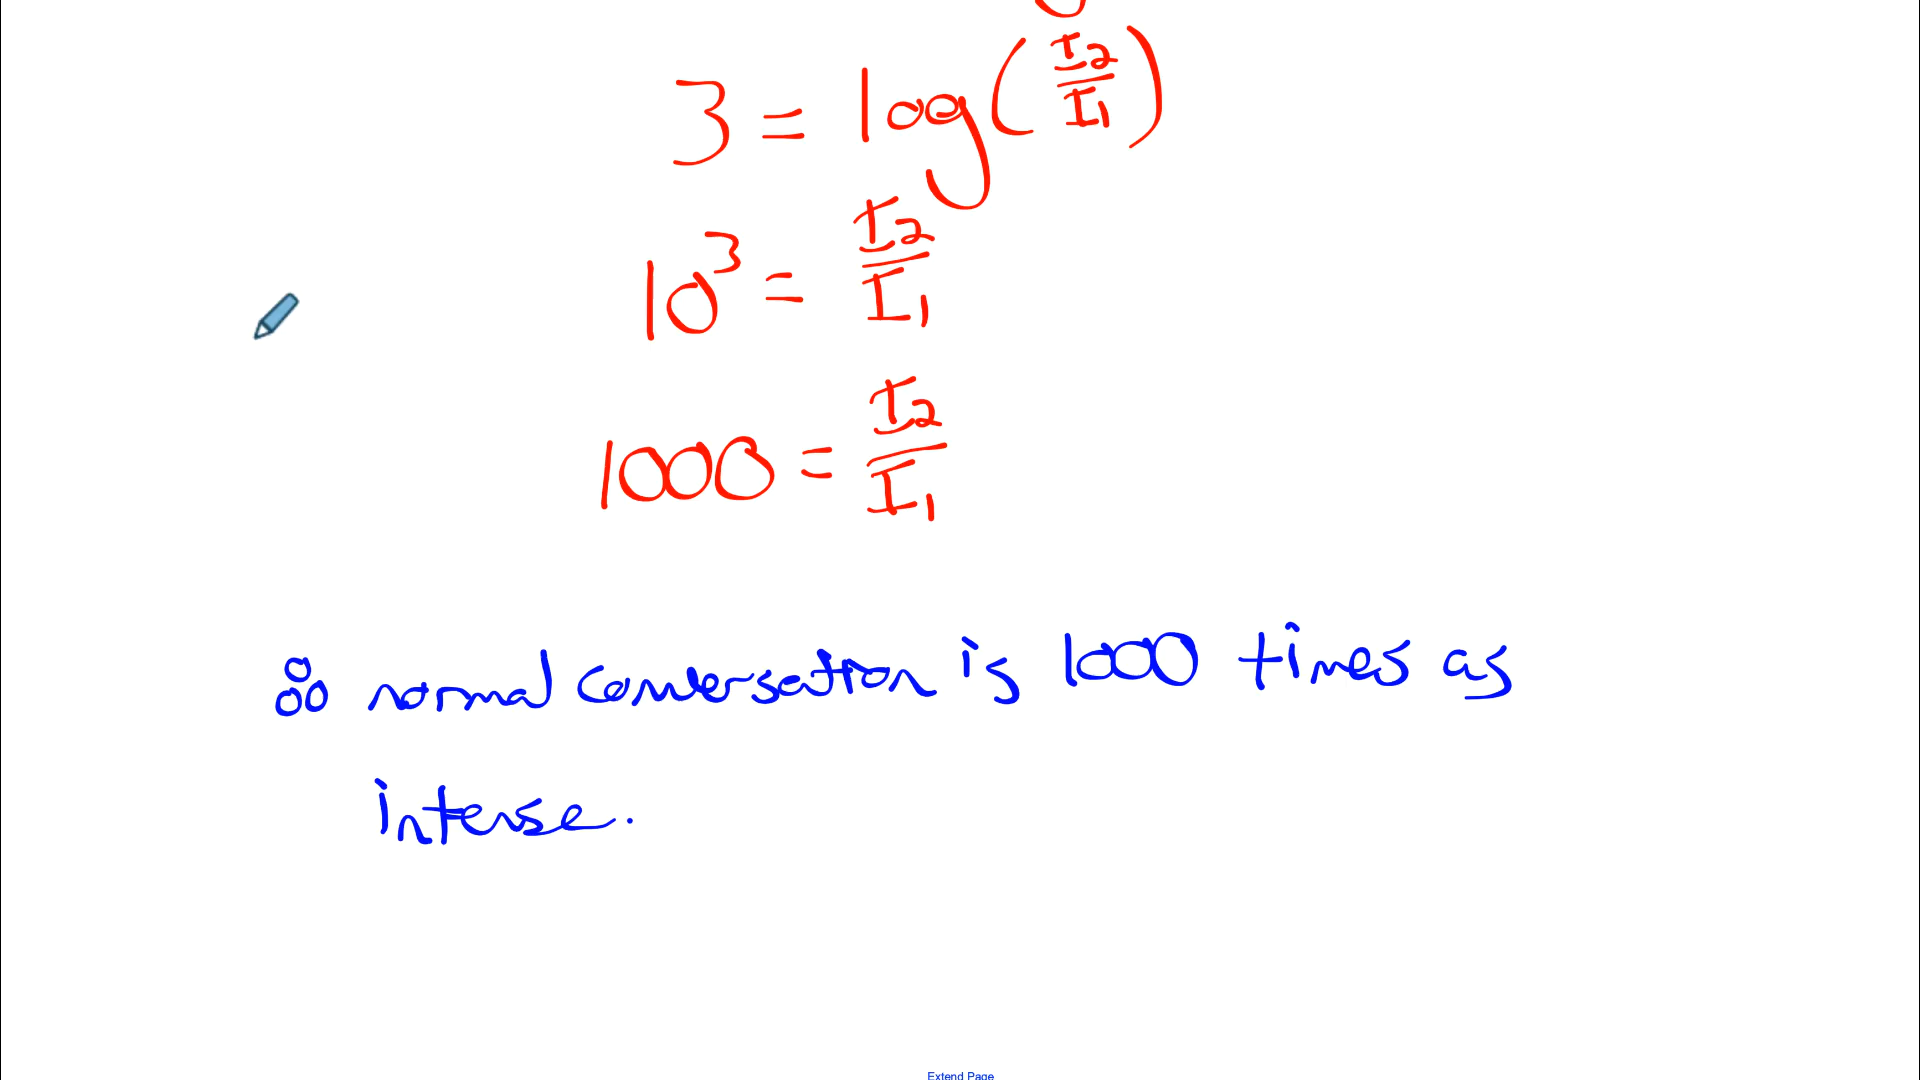 3 = log(I₂/I₁)
10³ = I₂/I₁
1000 = I₂/I₁
∴ normal conversation is 1000 times as
intense.
Extend Page